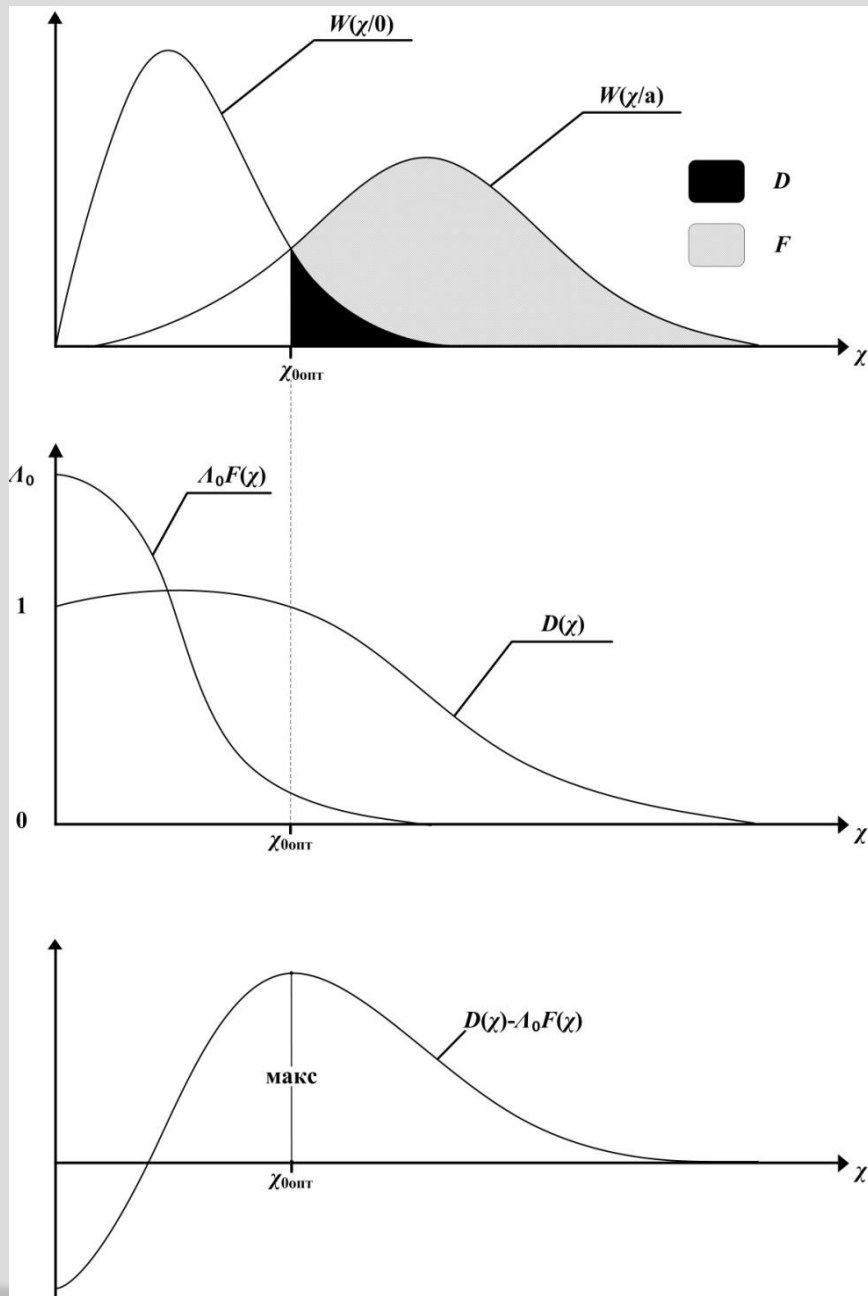 W(χ/0)
W(χ/a)
D
F
χ
χ₀опт
Λ₀
Λ₀F(χ)
1
D(χ)
0
χ
χ₀опт
D(χ)-Λ₀F(χ)
макс
χ
χ₀опт